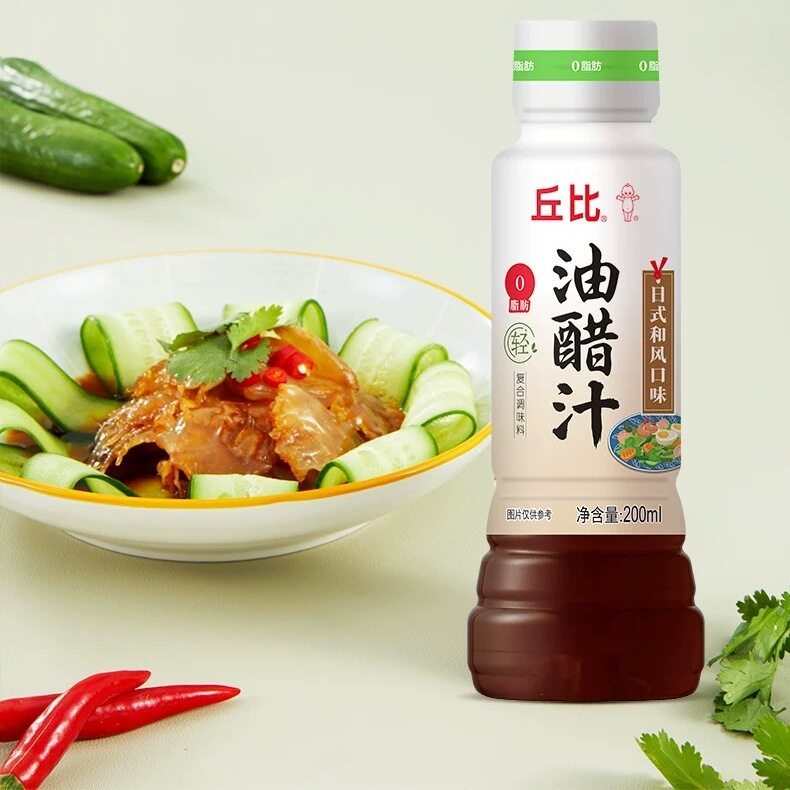 0脂肪 0脂肪 0脂肪
丘比®
油醋汁
0
脂肪
轻
复合调味料
日式和风口味
图片仅供参考
净含量:200ml